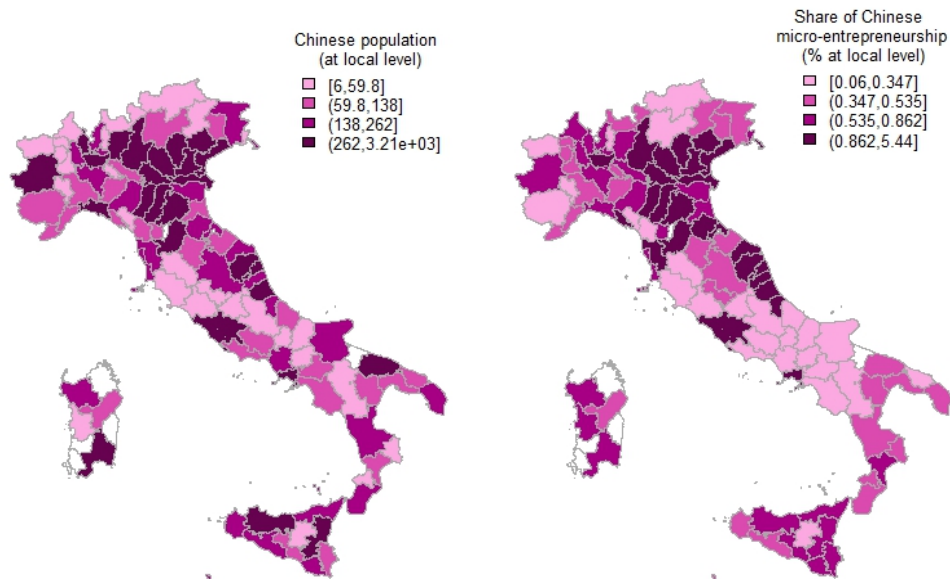 Chinese population
(at local level)
[6,59.8]
(59.8,138]
(138,262]
(262,3.21e+03]
Share of Chinese
micro-entrepreneurship
(% at local level)
[0.06,0.347]
(0.347,0.535]
(0.535,0.862]
(0.862,5.44]